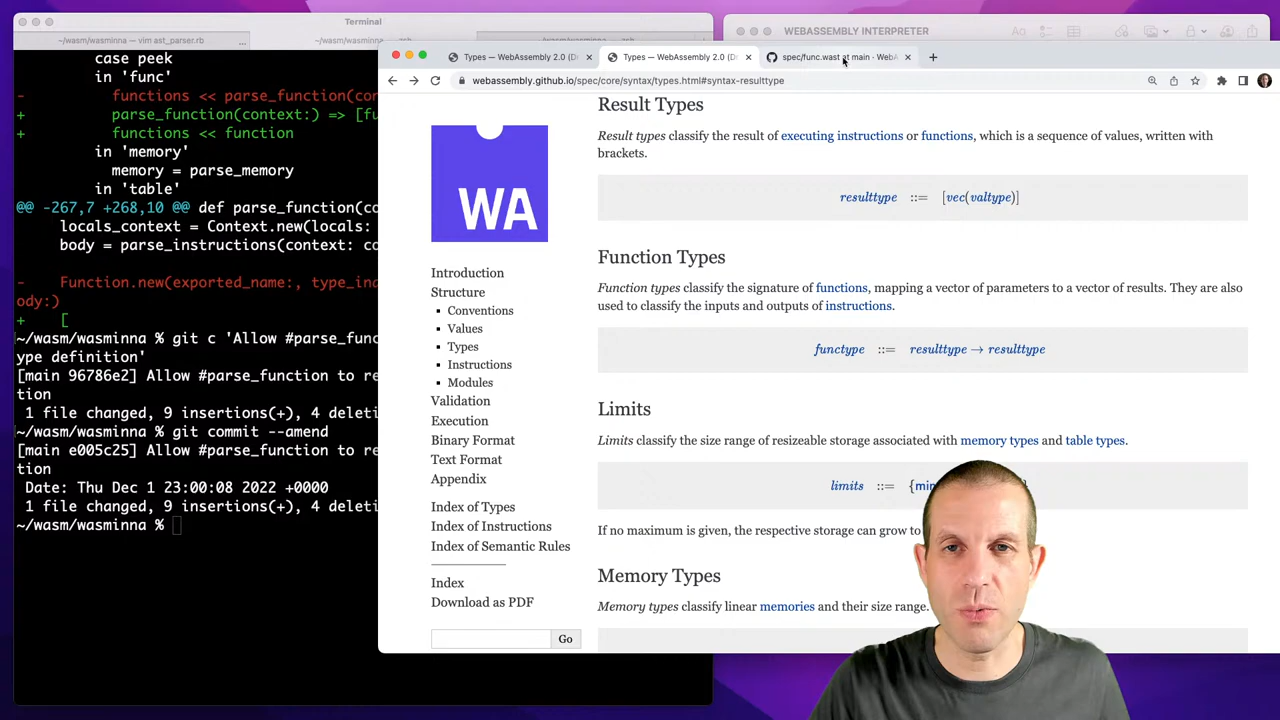 Terminal
~/wasm/wasminna — vim ast_parser.rb ...
case peek
in 'func'
- functions << parse_function(con
+ parse_function(context:) => [fu
+ functions << function
in 'memory'
memory = parse_memory
in 'table'
@@ -267,7 +268,10 @@ def parse_function(co
locals_context = Context.new(locals:
body = parse_instructions(context: co
- Function.new(exported_name:, type_ind
ody:)
+ [
~/wasm/wasminna % git c 'Allow #parse_func
ype definition'
[main 96786e2] Allow #parse_function to re
tion
1 file changed, 9 insertions(+), 4 deleti
~/wasm/wasminna % git commit --amend
[main e005c25] Allow #parse_function to re
tion
Date: Thu Dec 1 23:00:08 2022 +0000
1 file changed, 9 insertions(+), 4 deleti
~/wasm/wasminna %
WEBASSEMBLY INTERPRETER
Aa
Types — WebAssembly 2.0 (Dr
Types — WebAssembly 2.0 (Dr
spec/func.wast at main · WebA
webassembly.github.io/spec/core/syntax/types.html#syntax-resulttype
WA
Introduction
Structure
Conventions
Values
Types
Instructions
Modules
Validation
Execution
Binary Format
Text Format
Appendix
Index of Types
Index of Instructions
Index of Semantic Rules
Index
Download as PDF
Go
Result Types
Result types classify the result of executing instructions or functions, which is a sequence of values, written with
brackets.
resulttype ::= [vec(valtype)]
Function Types
Function types classify the signature of functions, mapping a vector of parameters to a vector of results. They are also
used to classify the inputs and outputs of instructions.
functype ::= resulttype → resulttype
Limits
Limits classify the size range of resizeable storage associated with memory types and table types.
limits ::= {min
If no maximum is given, the respective storage can grow to
Memory Types
Memory types classify linear memories and their size range.